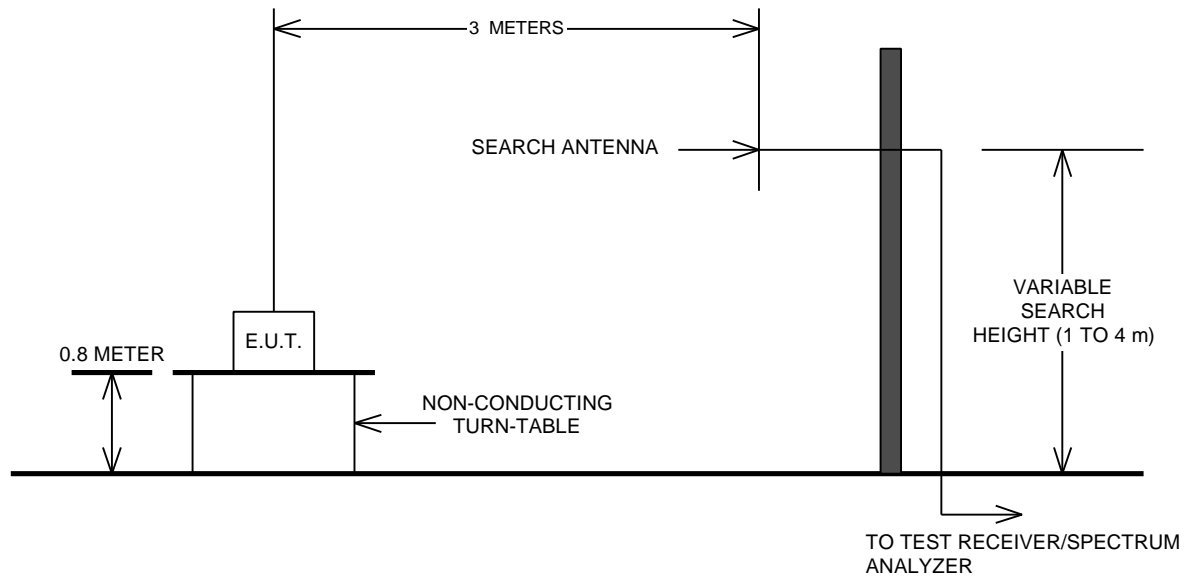 3 METERS
SEARCH ANTENNA
VARIABLE
SEARCH
HEIGHT (1 TO 4 m)
E.U.T.
0.8 METER
NON-CONDUCTING
TURN-TABLE
TO TEST RECEIVER/SPECTRUM
ANALYZER